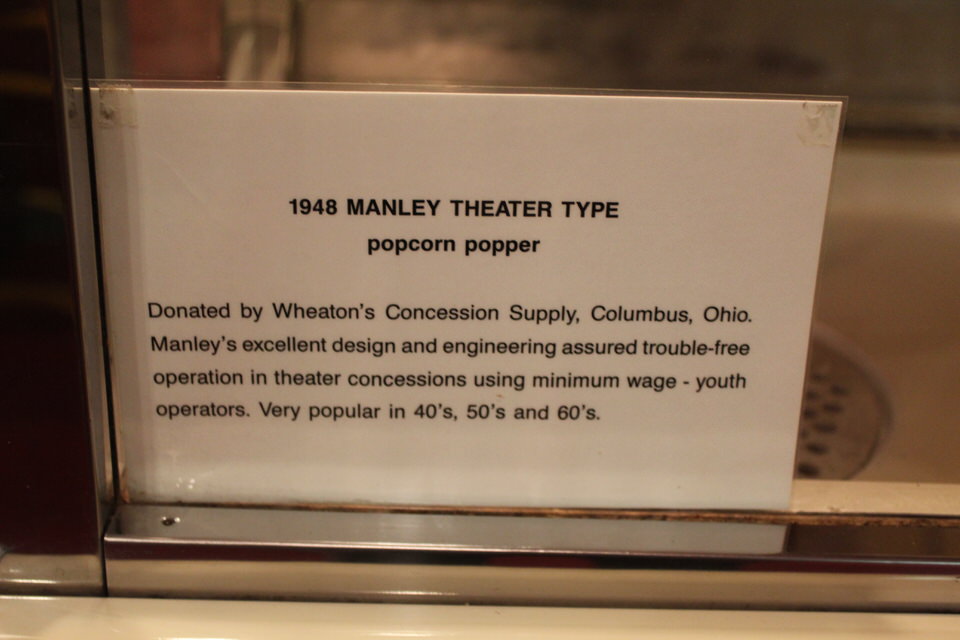 1948 MANLEY THEATER TYPE
popcorn popper
Donated by Wheaton's Concession Supply, Columbus, Ohio.
Manley's excellent design and engineering assured trouble-free
operation in theater concessions using minimum wage - youth
operators. Very popular in 40's, 50's and 60's.